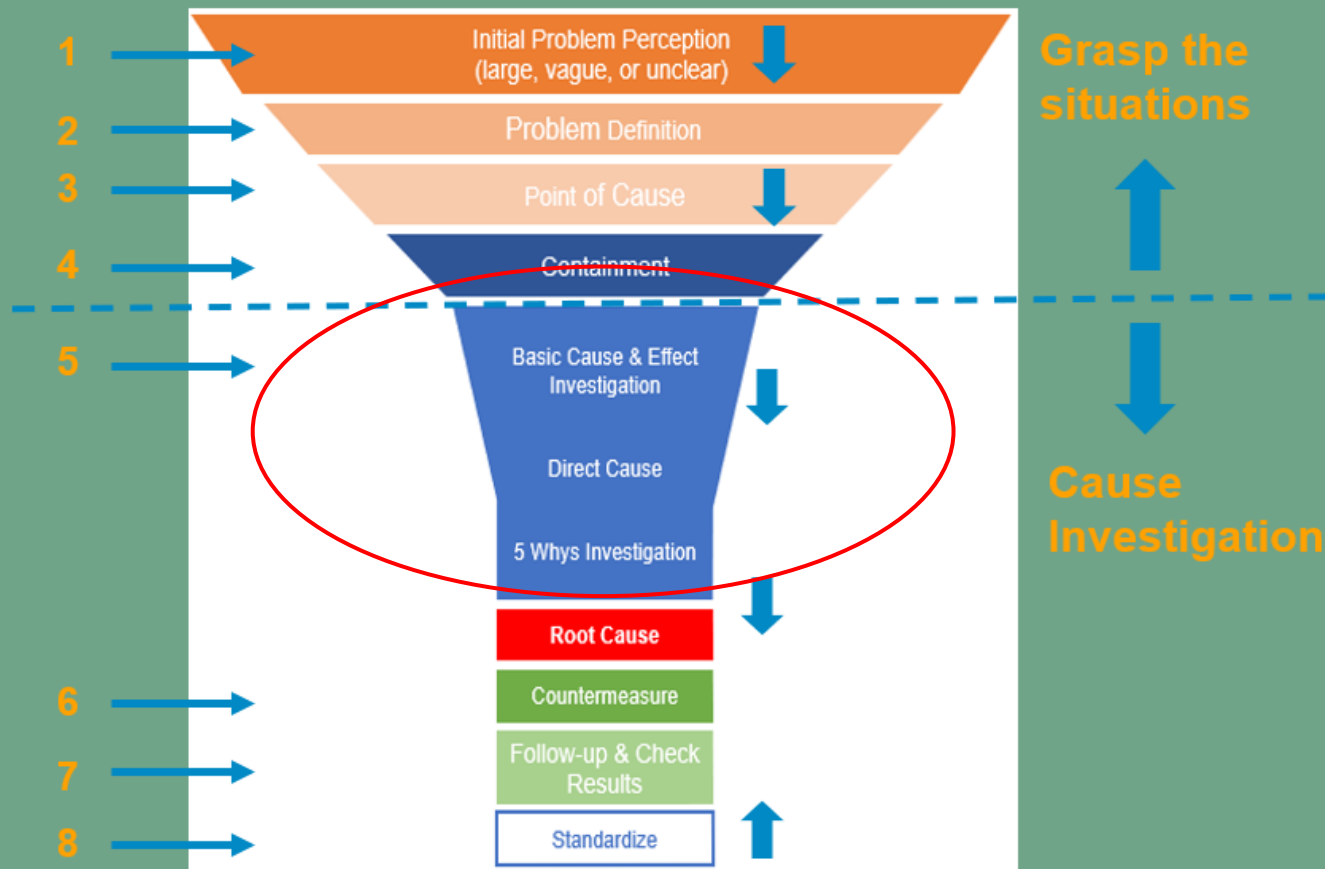 1
Initial Problem Perception
(large, vague, or unclear)
Grasp the
situations
2
Problem Definition
3
Point of Cause
4
Containment
5
Basic Cause & Effect
Investigation
Direct Cause
Cause
Investigation
5 Whys Investigation
Root Cause
6
Countermeasure
7
Follow-up & Check
Results
8
Standardize